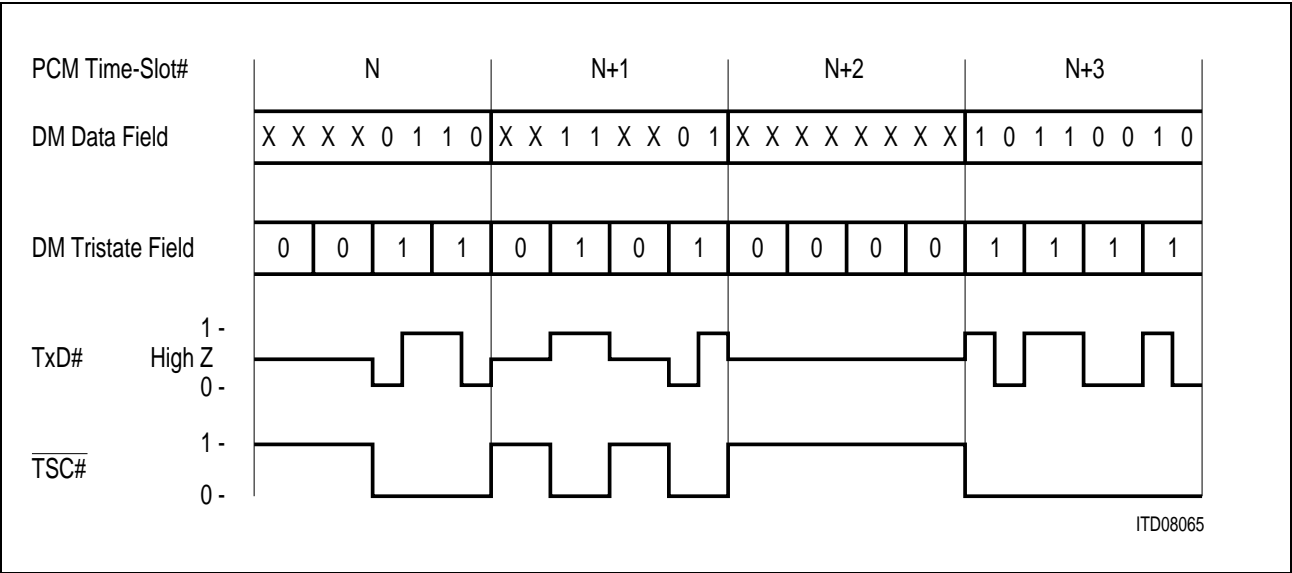 PCM Time-Slot# N N+1 N+2 N+3
DM Data Field X X X X 0 1 1 0 X X 1 1 X X 0 1 X X X X X X X X 1 0 1 1 0 0 1 0
DM Tristate Field 0 0 1 1 0 1 0 1 0 0 0 0 1 1 1 1
1 -
TxD# High Z
0 -
1 -
TSC#
0 -
ITD08065